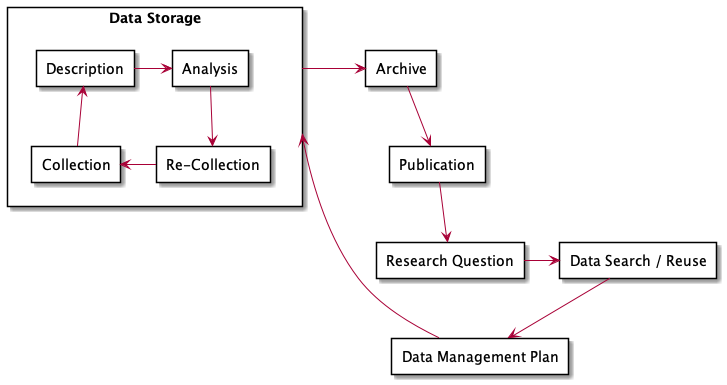 Data Storage
Description
Analysis
Archive
Collection
Re-Collection
Publication
Research Question
Data Search / Reuse
Data Management Plan